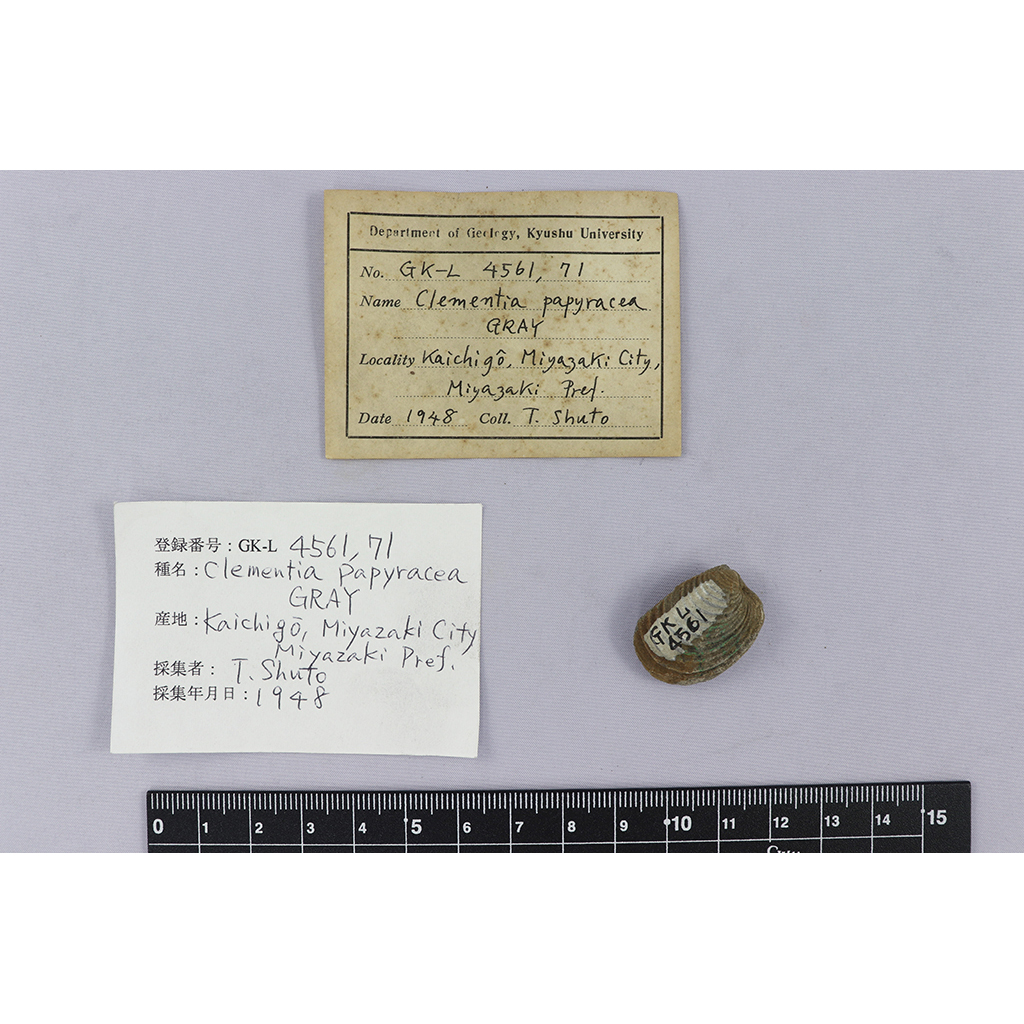 Department of Geology, Kyushu University
No. GK-L 4561, 71
Name Clementia papyracea
GRAY
Locality Kaichigô, Miyazaki City,
Miyazaki Pref.
Date 1948 Coll. T. Shuto
登録番号：GK-L 4561, 71
種名：Clementia papyracea
GRAY
産地：Kaichigō, Miyazaki City
Miyazaki Pref.
採集者： T. Shuto
採集年月日：1948
GK L
4561
0 1 2 3 4 5 6 7 8 9 10 11 12 13 14 15